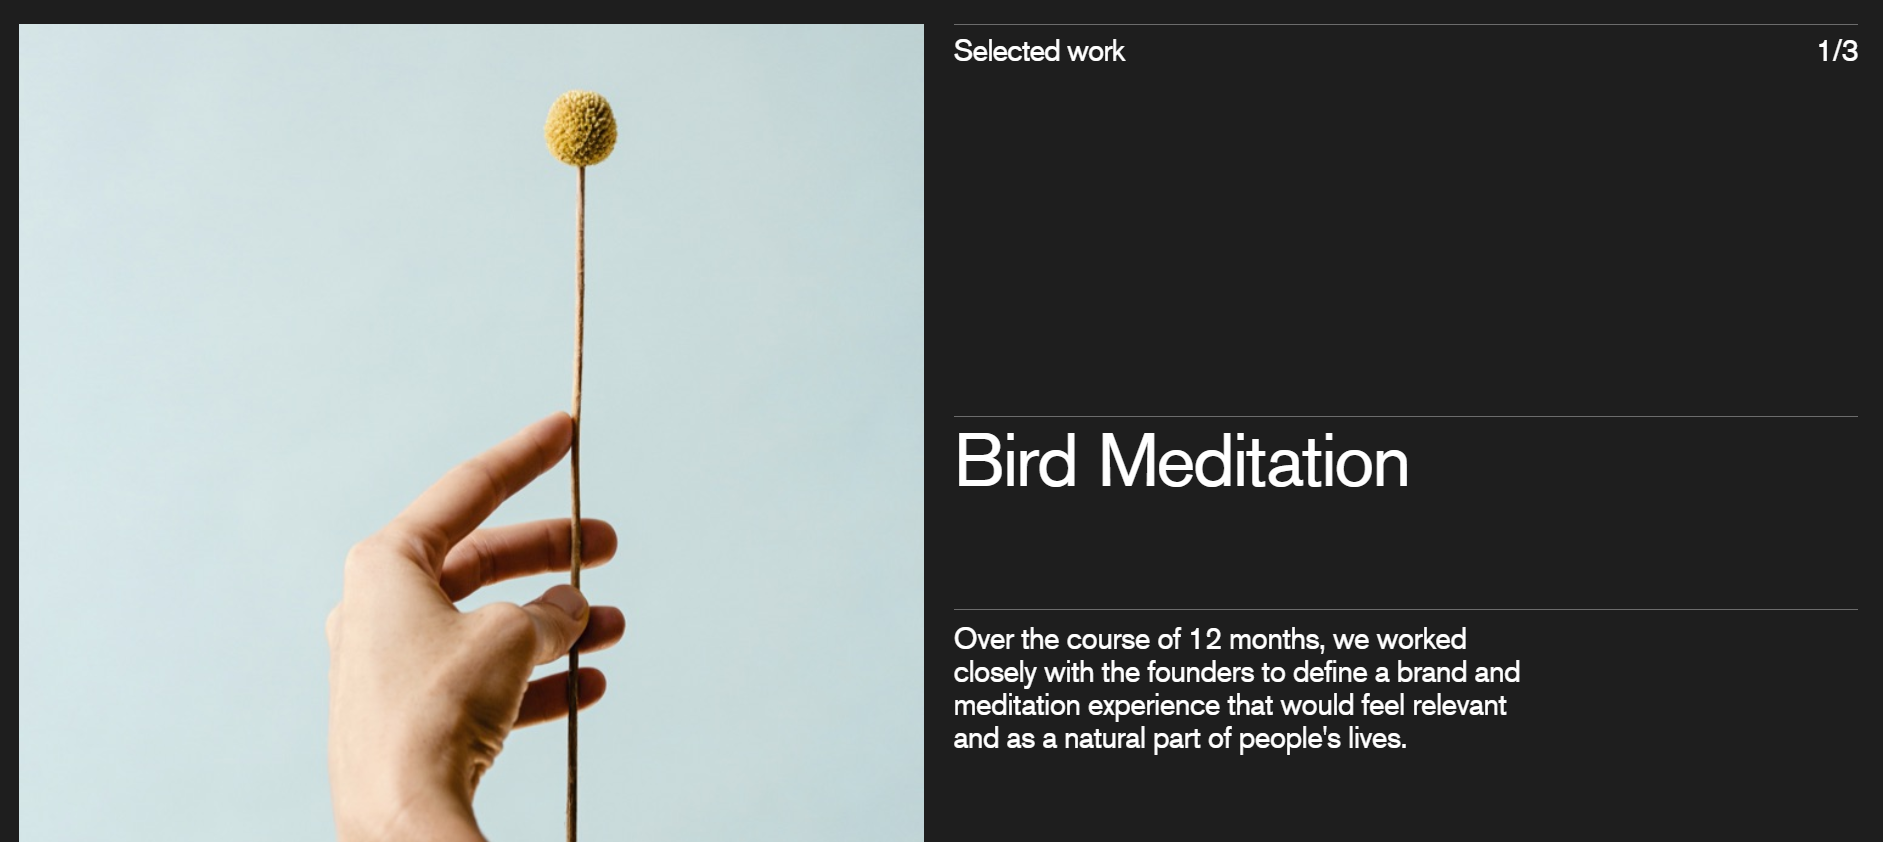 Selected work
1/3
Bird Meditation
Over the course of 12 months, we worked
closely with the founders to define a brand and
meditation experience that would feel relevant
and as a natural part of people's lives.